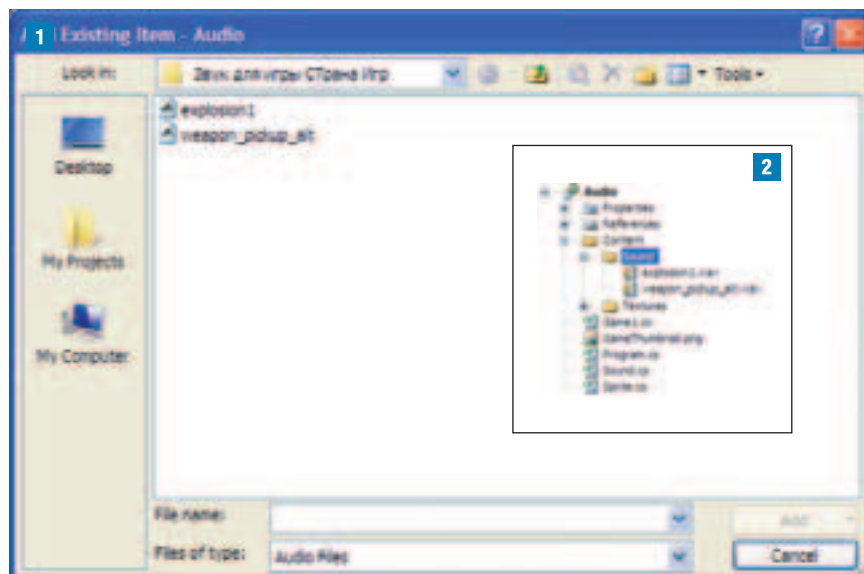 1 Existing Item - Audio
Look in:
Звук для игры СТрана Игр
Tools
Desktop
My Projects
My Computer
explosion1
weapon_pickup_alt
2
Audio
Properties
References
Content
Sound
explosion1.wav
weapon_pickup_alt.wav
Textures
Game1.cs
GameThumbnail.png
Program.cs
Sound.cs
Sprite.cs
File name:
Add
Files of type:
Audio Files
Cancel